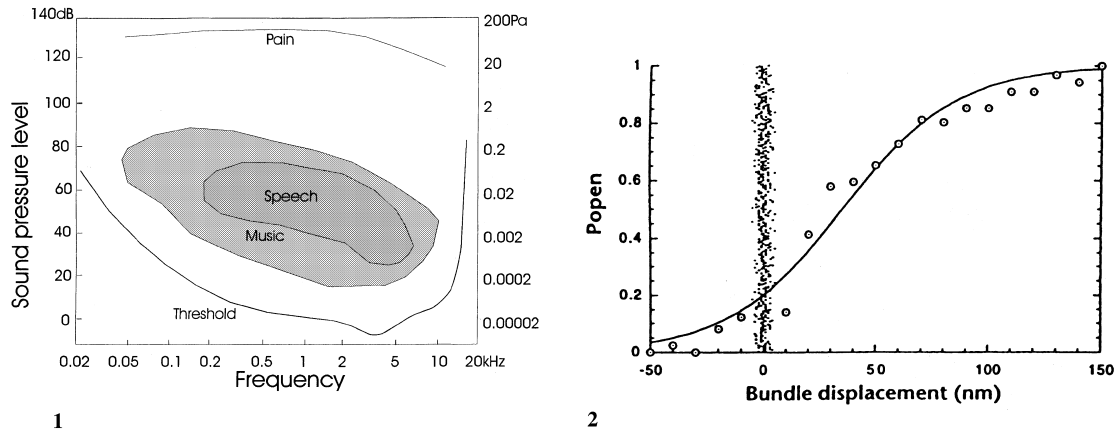 140dB
120
100
80
60
40
20
0
Sound pressure level
Pain
Speech
Music
Threshold
200Pa
20
2
0.2
0.02
0.002
0.0002
0.00002
0.02 0.05 0.1 0.2 0.5 1 2 5 10 20kHz
Frequency
1
1
0.8
0.6
0.4
0.2
0
Popen
-50 0 50 100 150
Bundle displacement (nm)
2